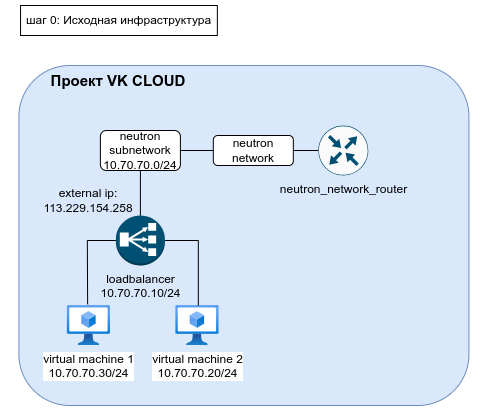 шаг 0: Исходная инфраструктура
Проект VK CLOUD
neutron
subnetwork
10.70.70.0/24
neutron
network
neutron_network_router
external ip:
113.229.154.258
loadbalancer
10.70.70.10/24
virtual machine 1
10.70.70.30/24
virtual machine 2
10.70.70.20/24